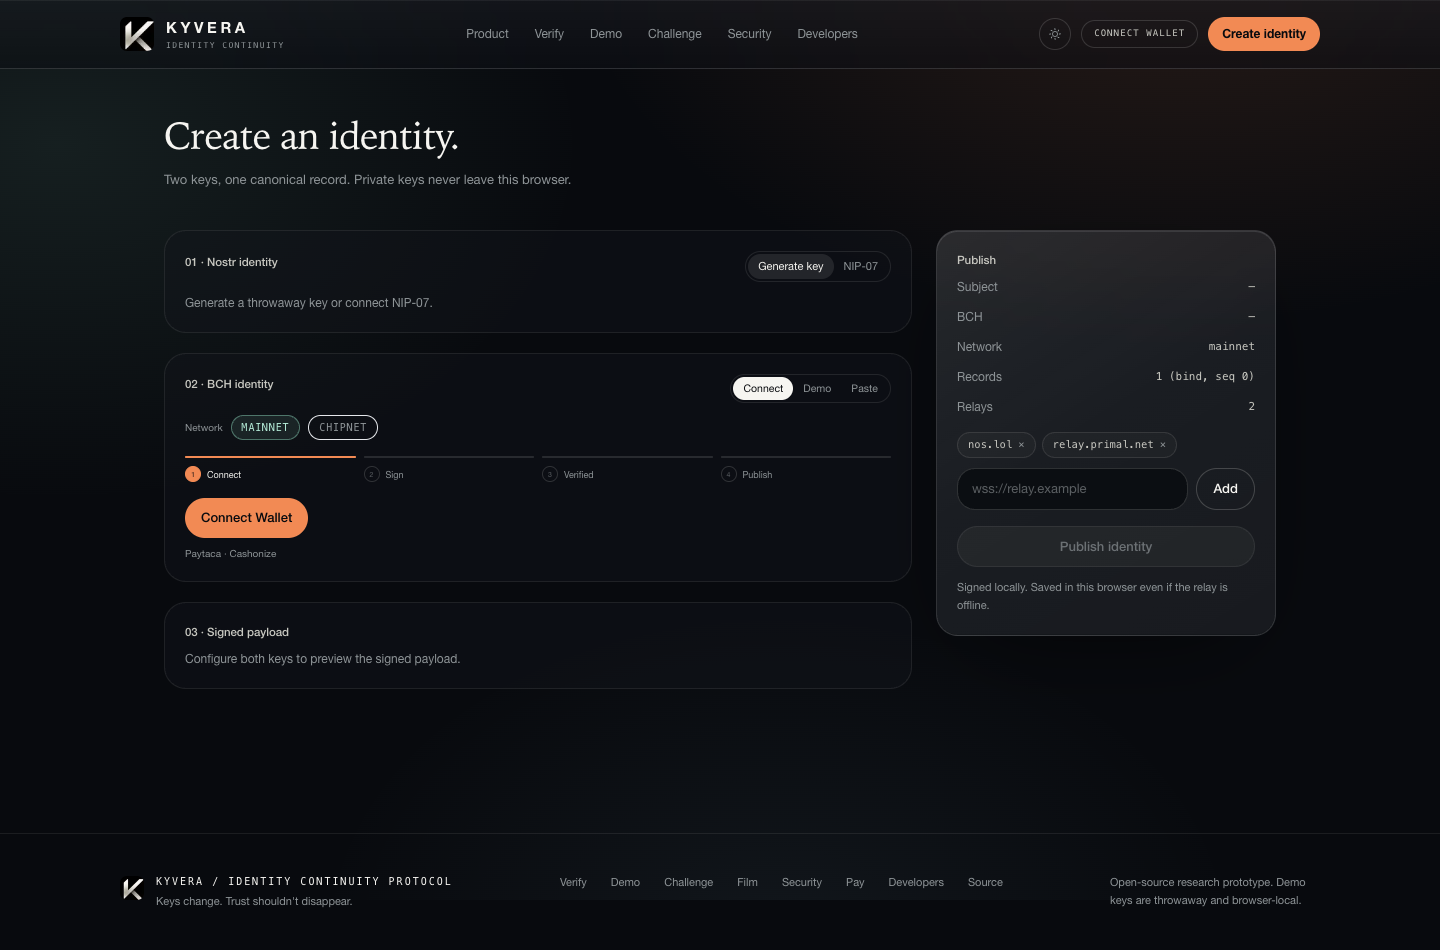 KYVERA
IDENTITY CONTINUITY
Product
Verify
Demo
Challenge
Security
Developers
CONNECT WALLET
Create identity
Create an identity.
Two keys, one canonical record. Private keys never leave this browser.
01 · Nostr identity
Generate key
NIP-07
Generate a throwaway key or connect NIP-07.
02 · BCH identity
Connect
Demo
Paste
Network
MAINNET
CHIPNET
1 Connect
2 Sign
3 Verified
4 Publish
Connect Wallet
Paytaca · Cashonize
03 · Signed payload
Configure both keys to preview the signed payload.
Publish
Subject —
BCH —
Network mainnet
Records 1 (bind, seq 0)
Relays 2
nos.lol ×
relay.primal.net ×
wss://relay.example
Add
Publish identity
Signed locally. Saved in this browser even if the relay is
offline.
KYVERA / IDENTITY CONTINUITY PROTOCOL
Keys change. Trust shouldn't disappear.
Verify
Demo
Challenge
Film
Security
Pay
Developers
Source
Open-source research prototype. Demo
keys are throwaway and browser-local.